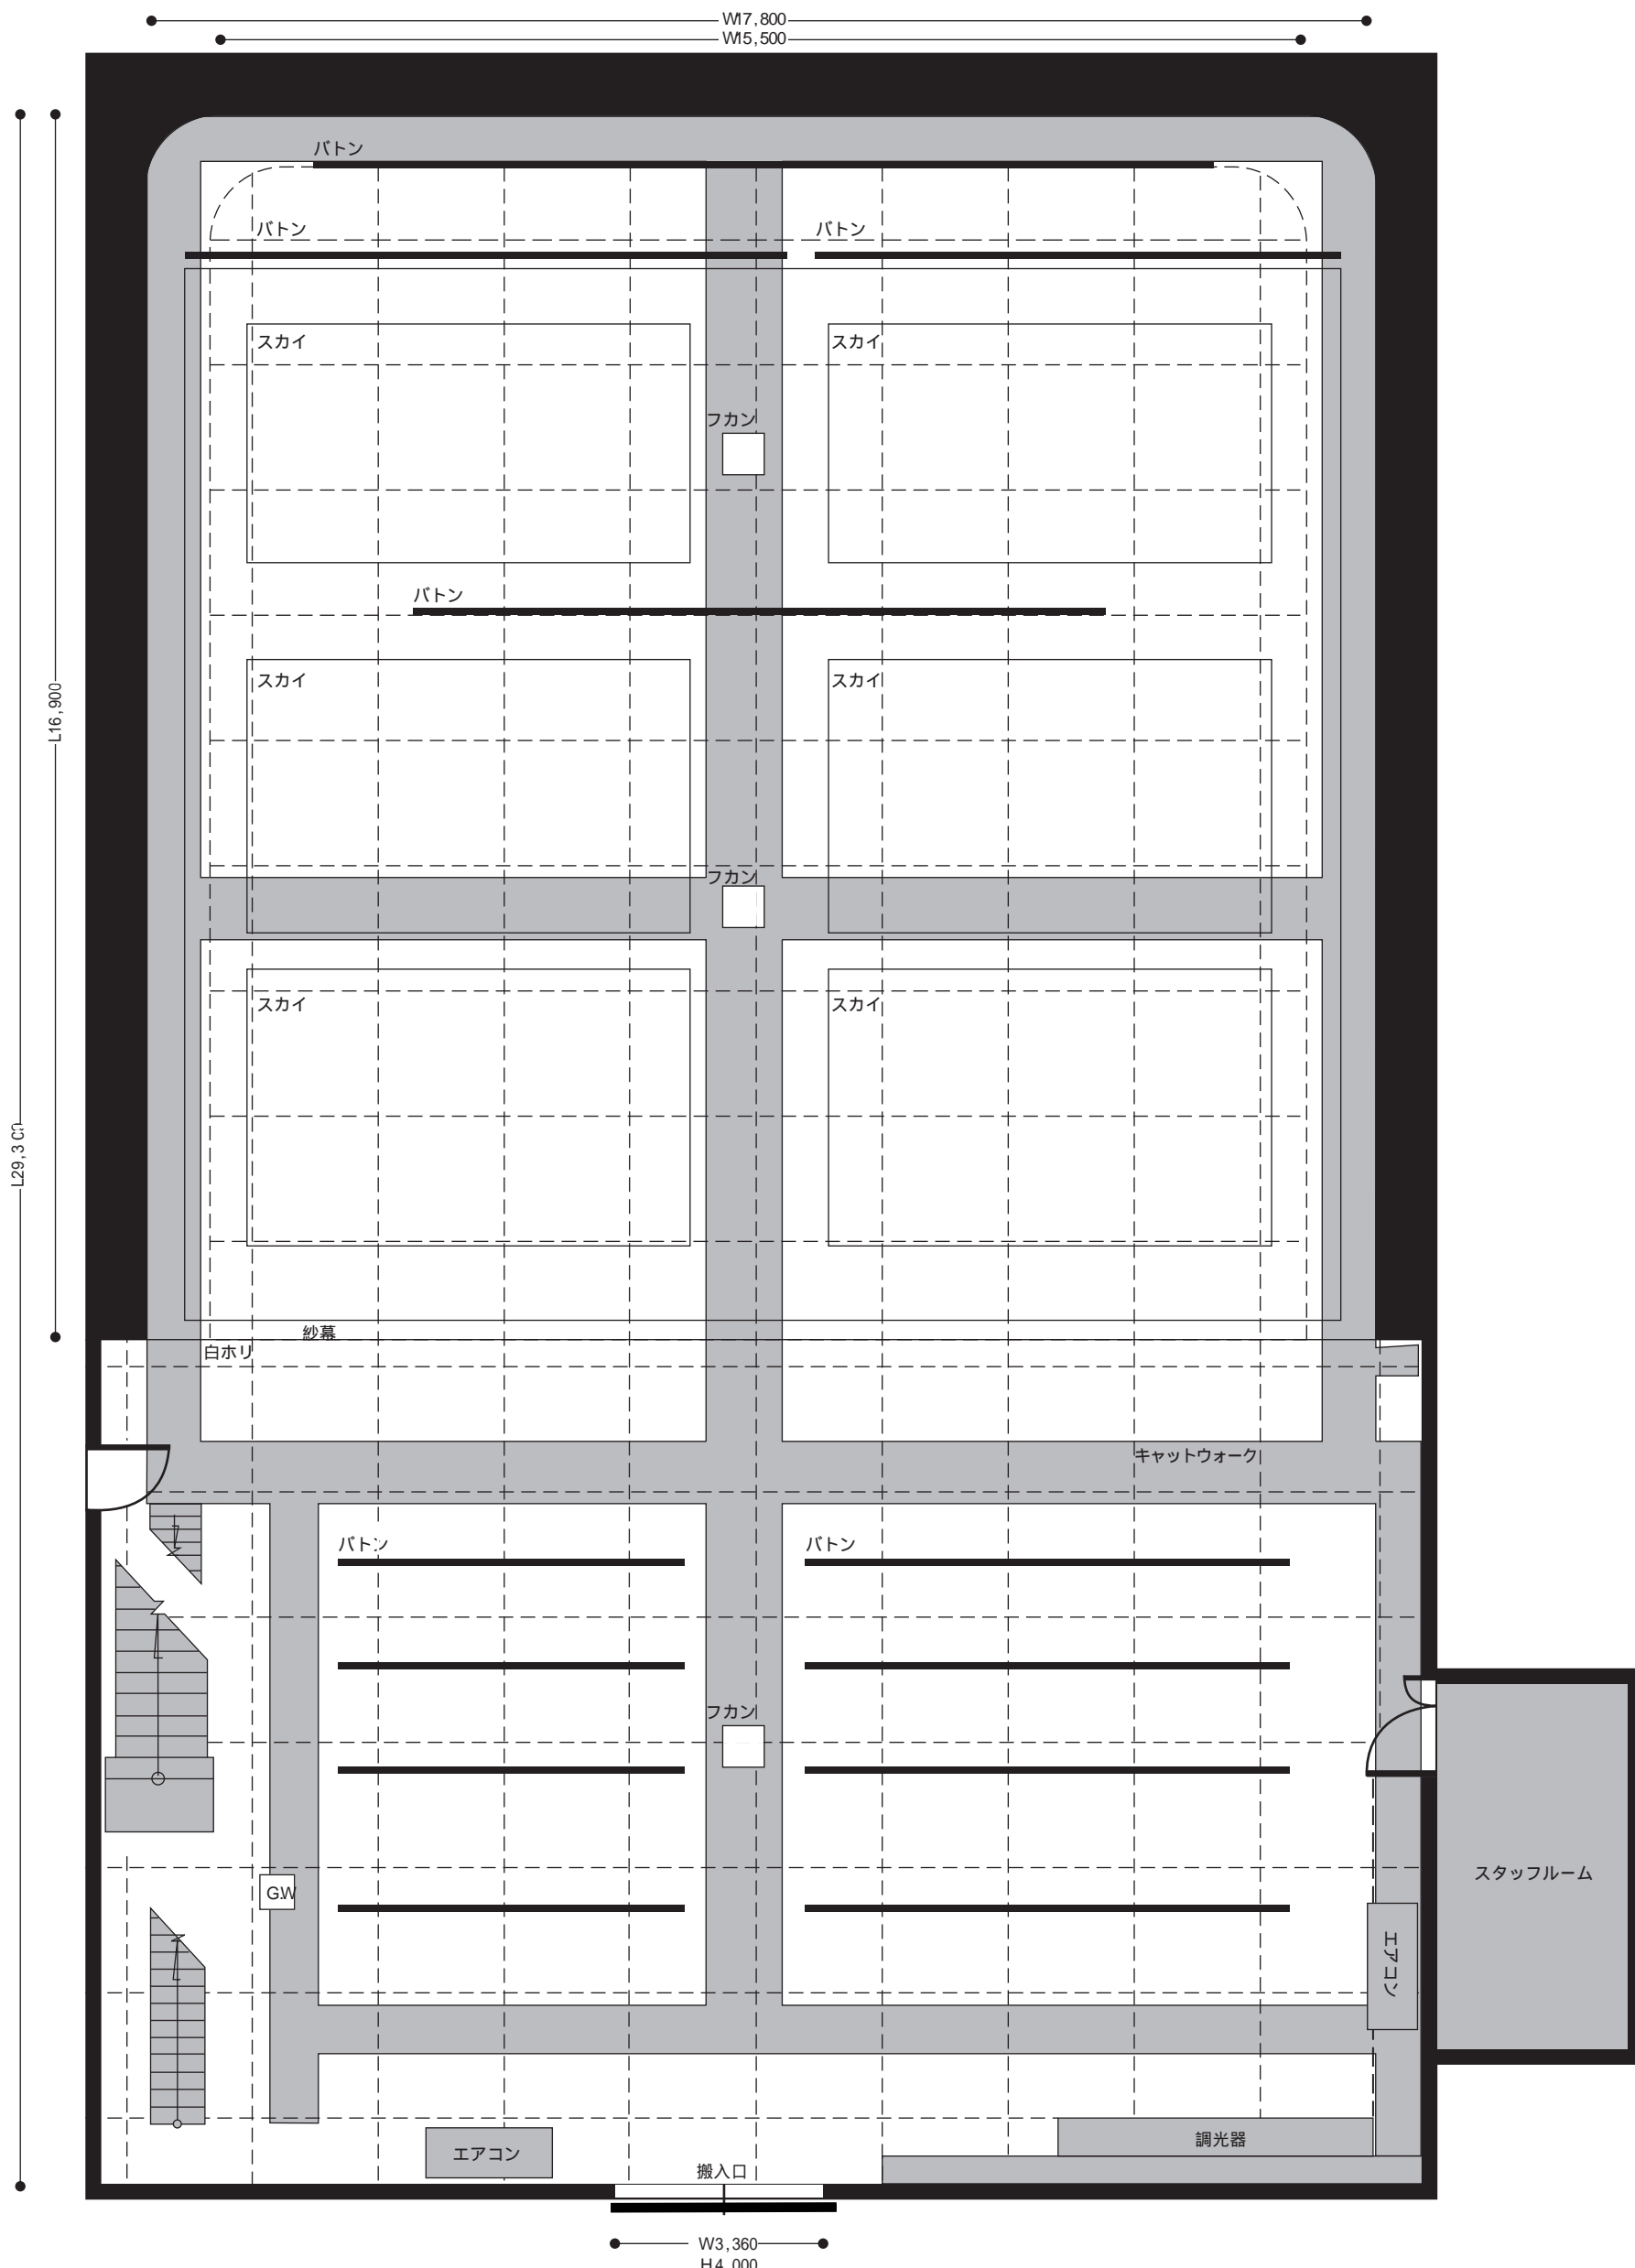 W17,800
W15,500
バトン
バトン
バトン
スカイ
スカイ
フカン
バトン
スカイ
スカイ
L16,900
フカン
スカイ
スカイ
L29,3
紗幕
白ホリ
キャットウォーク
バトン
バトン
フカン
スタッフルーム
G.W
エアコン
調光器
エアコン
搬入口
W3,360
H4,000